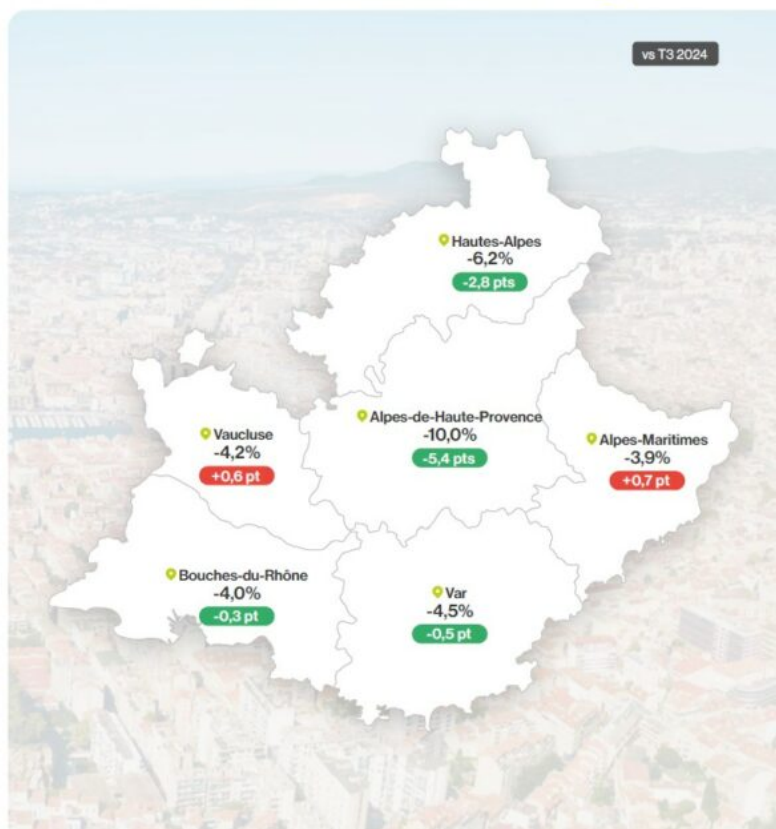 vs T3 2024
Hautes-Alpes
-6,2%
-2,8 pts
Alpes-de-Haute-Provence
-10,0%
-5,4 pts
Vaucluse
-4,2%
+0,6 pt
Alpes-Maritimes
-3,9%
+0,7 pt
Bouches-du-Rhône
-4,0%
-0,3 pt
Var
-4,5%
-0,5 pt